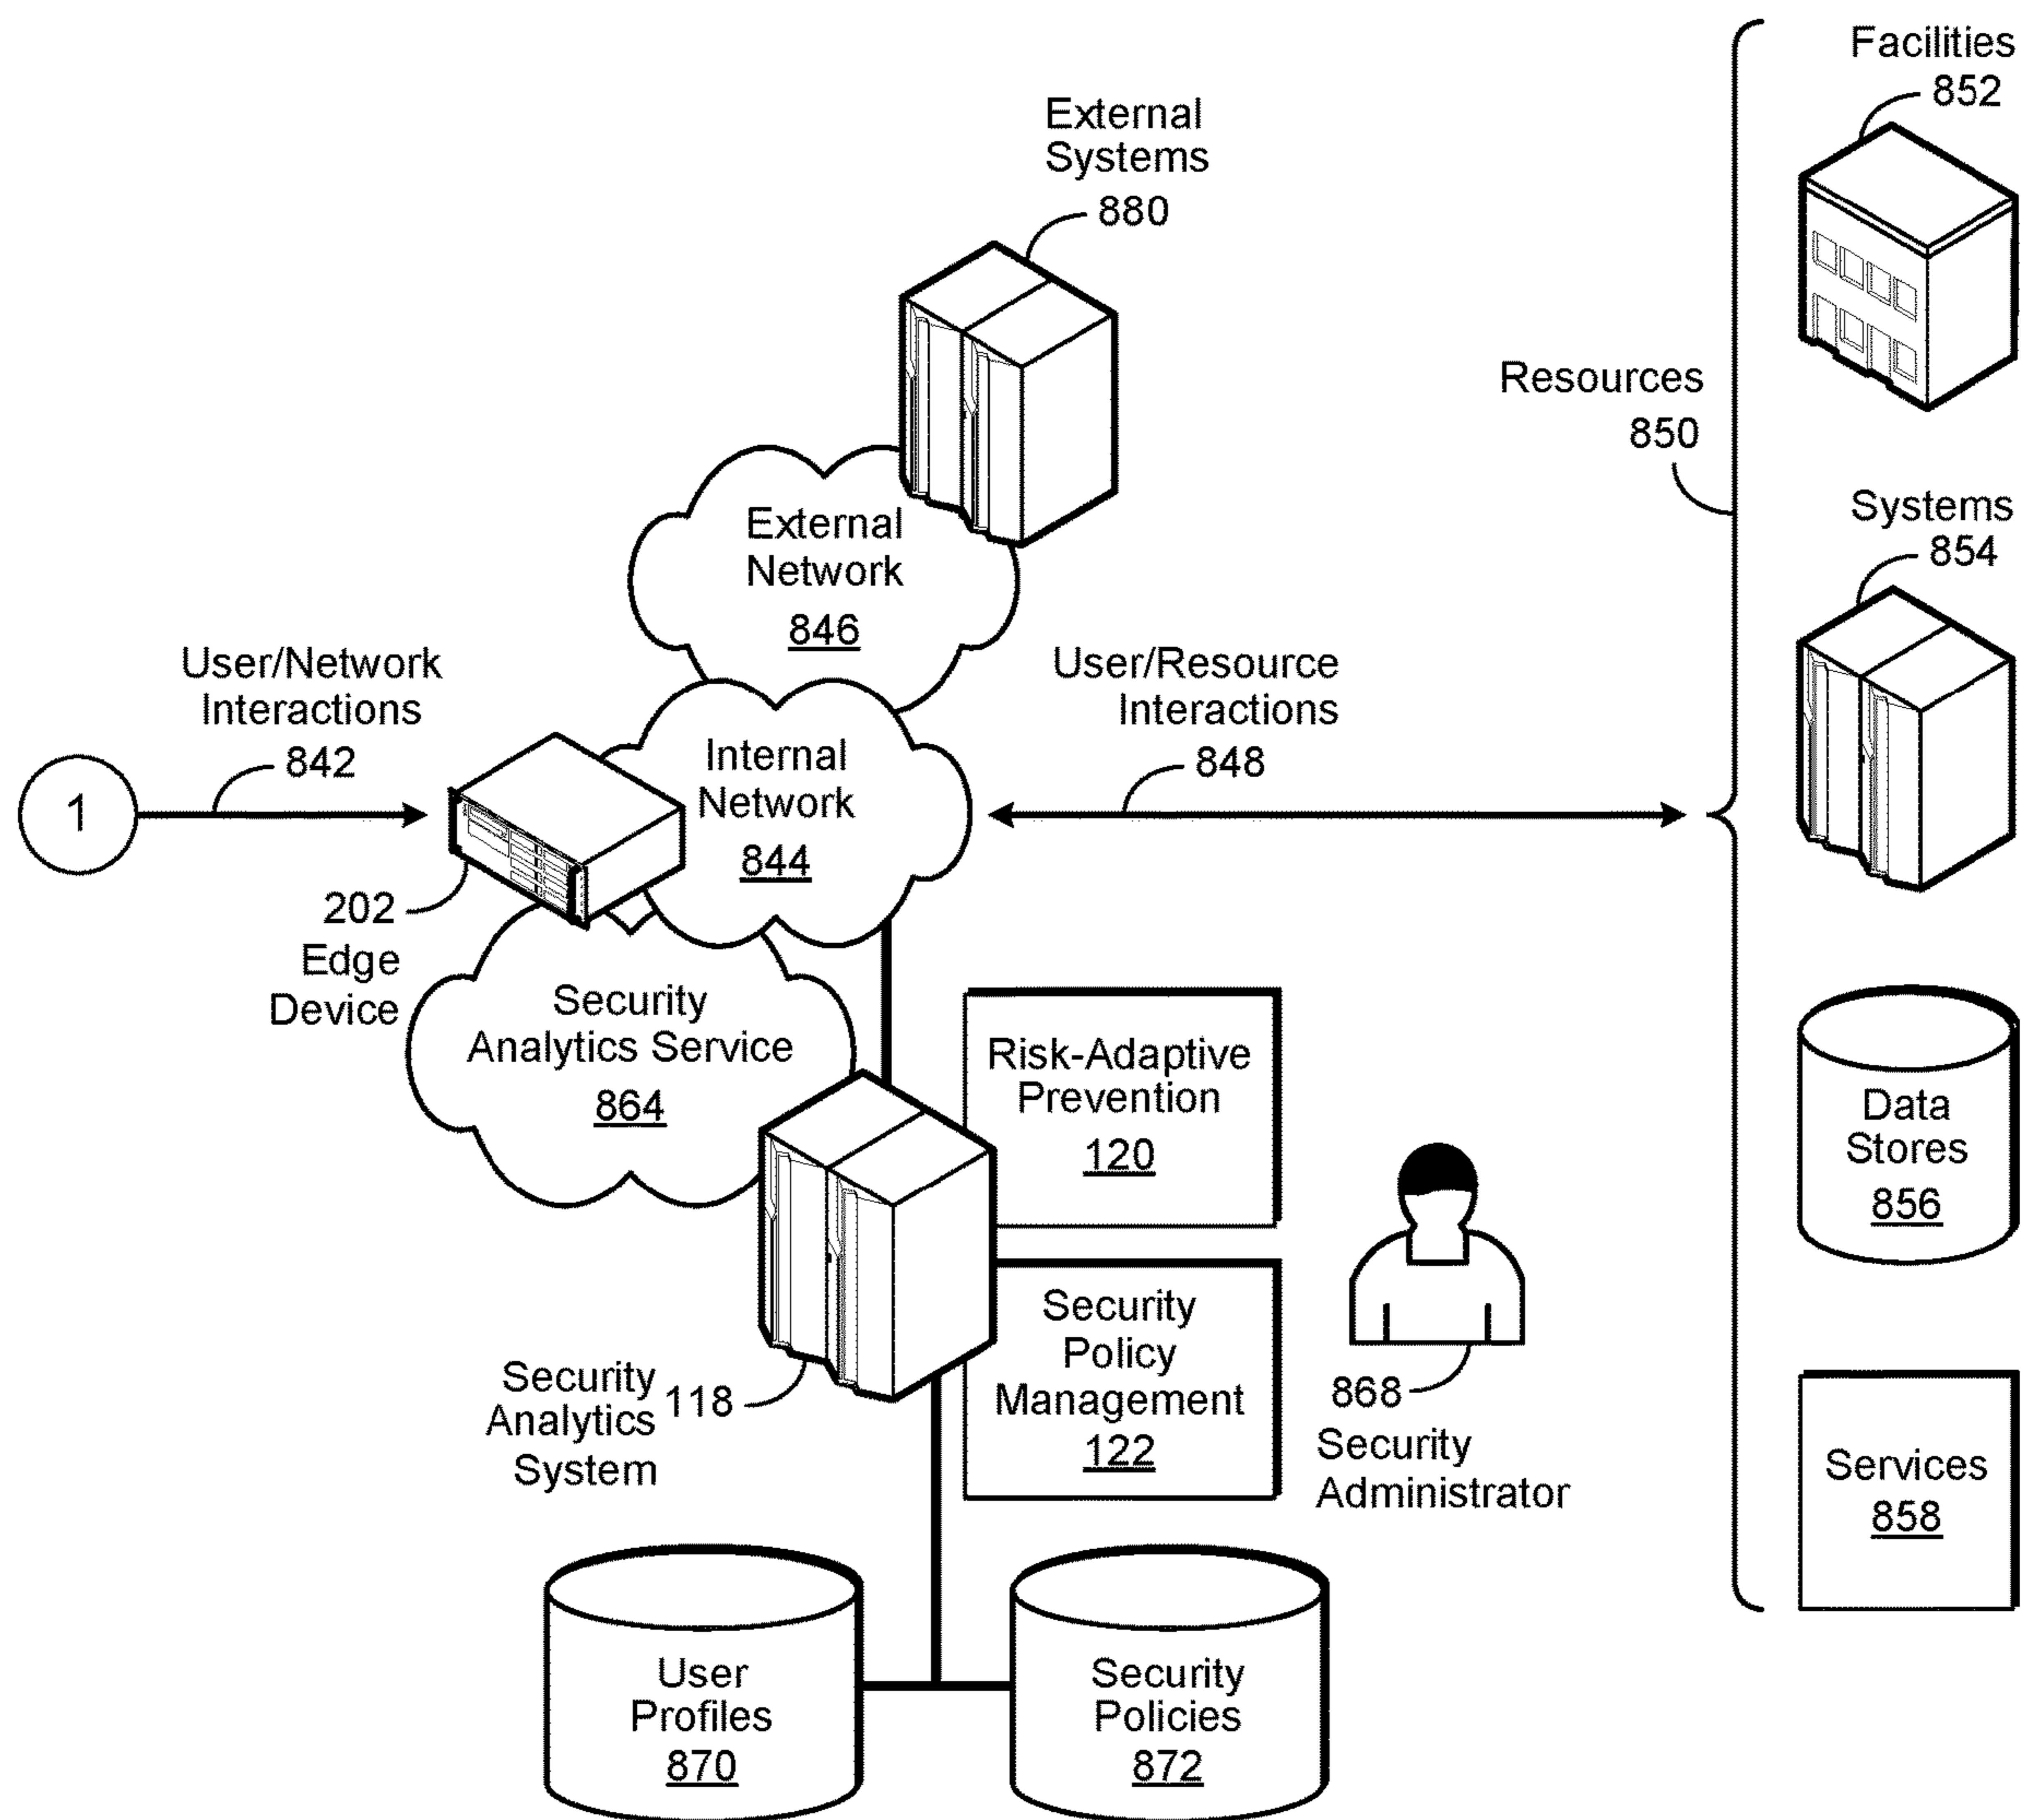 Facilities
852
External
Systems
880
Resources
850
Systems
854
External
Network
846
User/Network
Interactions
842
User/Resource
Interactions
848
1
Internal
Network
844
202
Edge
Device
Security
Analytics Service
864
Risk-Adaptive
Prevention
120
Data
Stores
856
Security
Policy
Management
122
Security
Analytics
System
118
868
Security
Administrator
Services
858
User
Profiles
870
Security
Policies
872